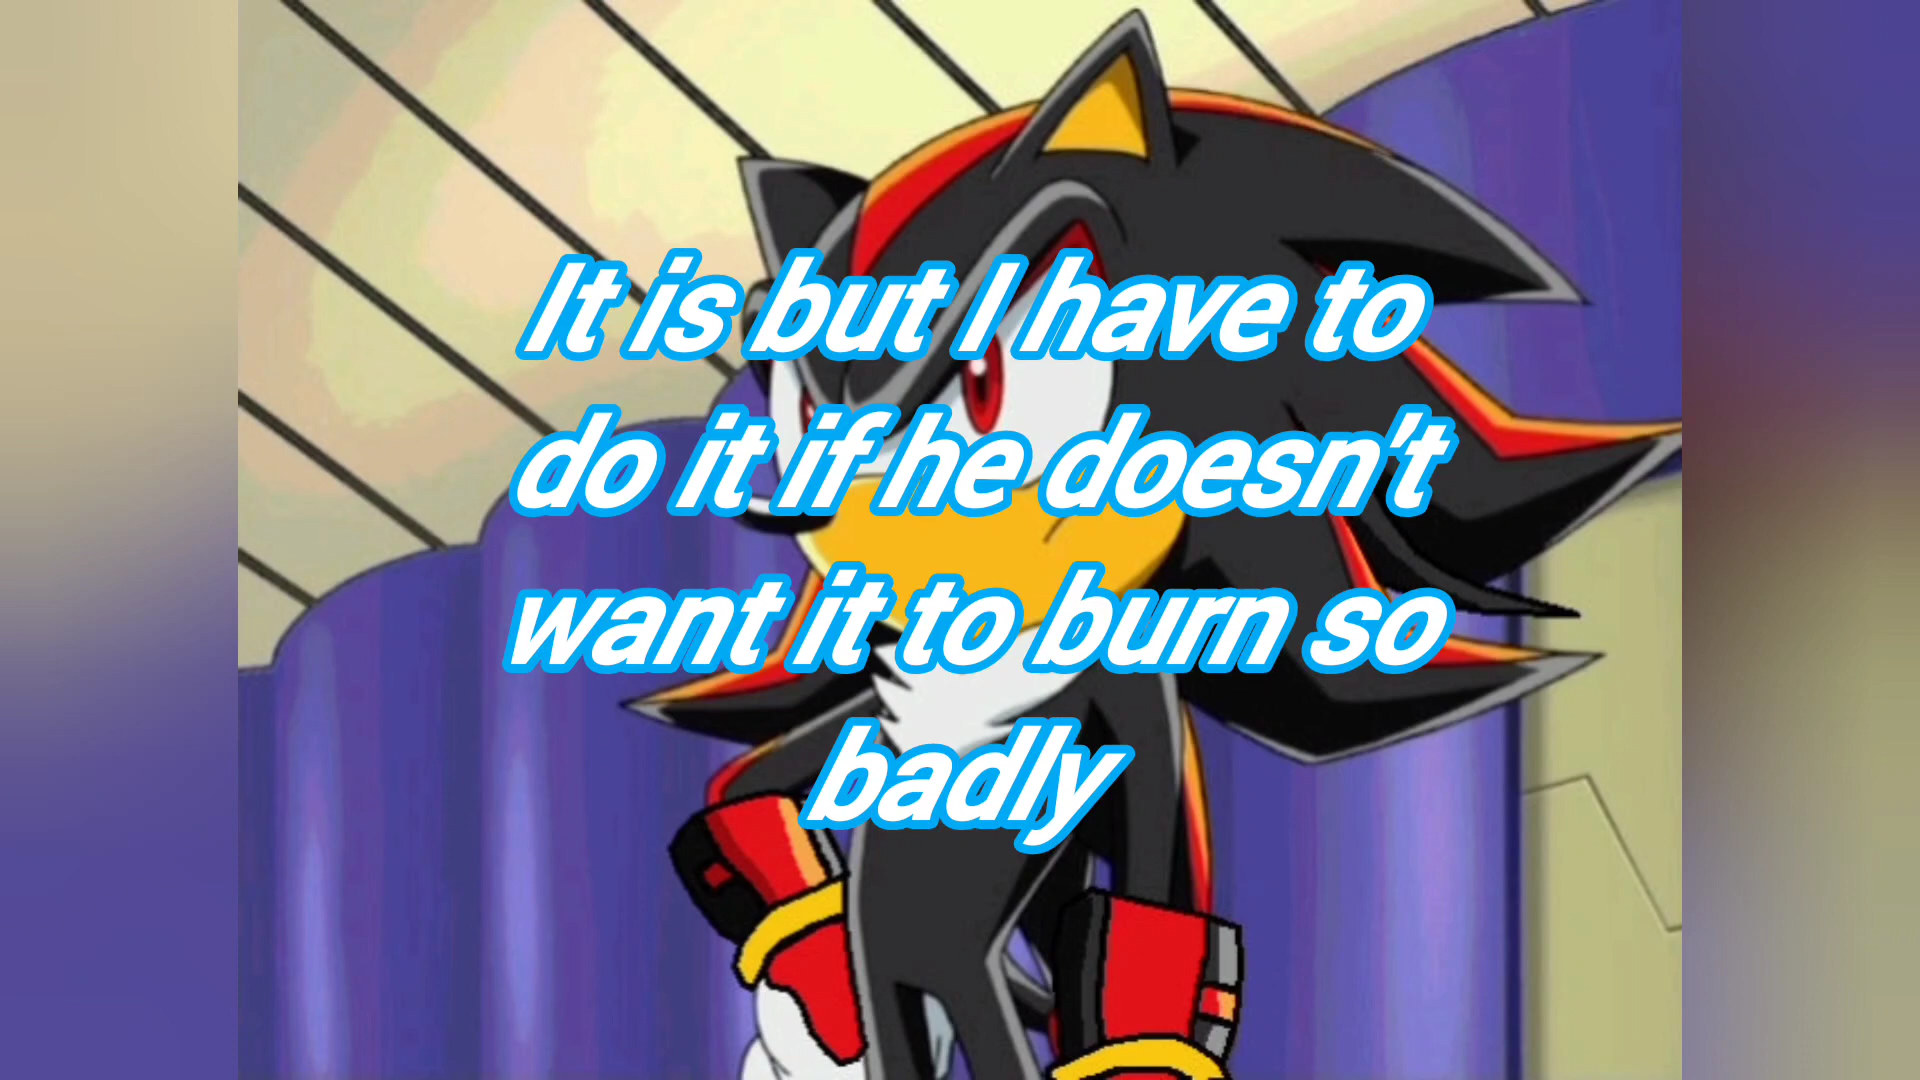 It is but I have to
do it if he doesn't
want it to burn so
badly